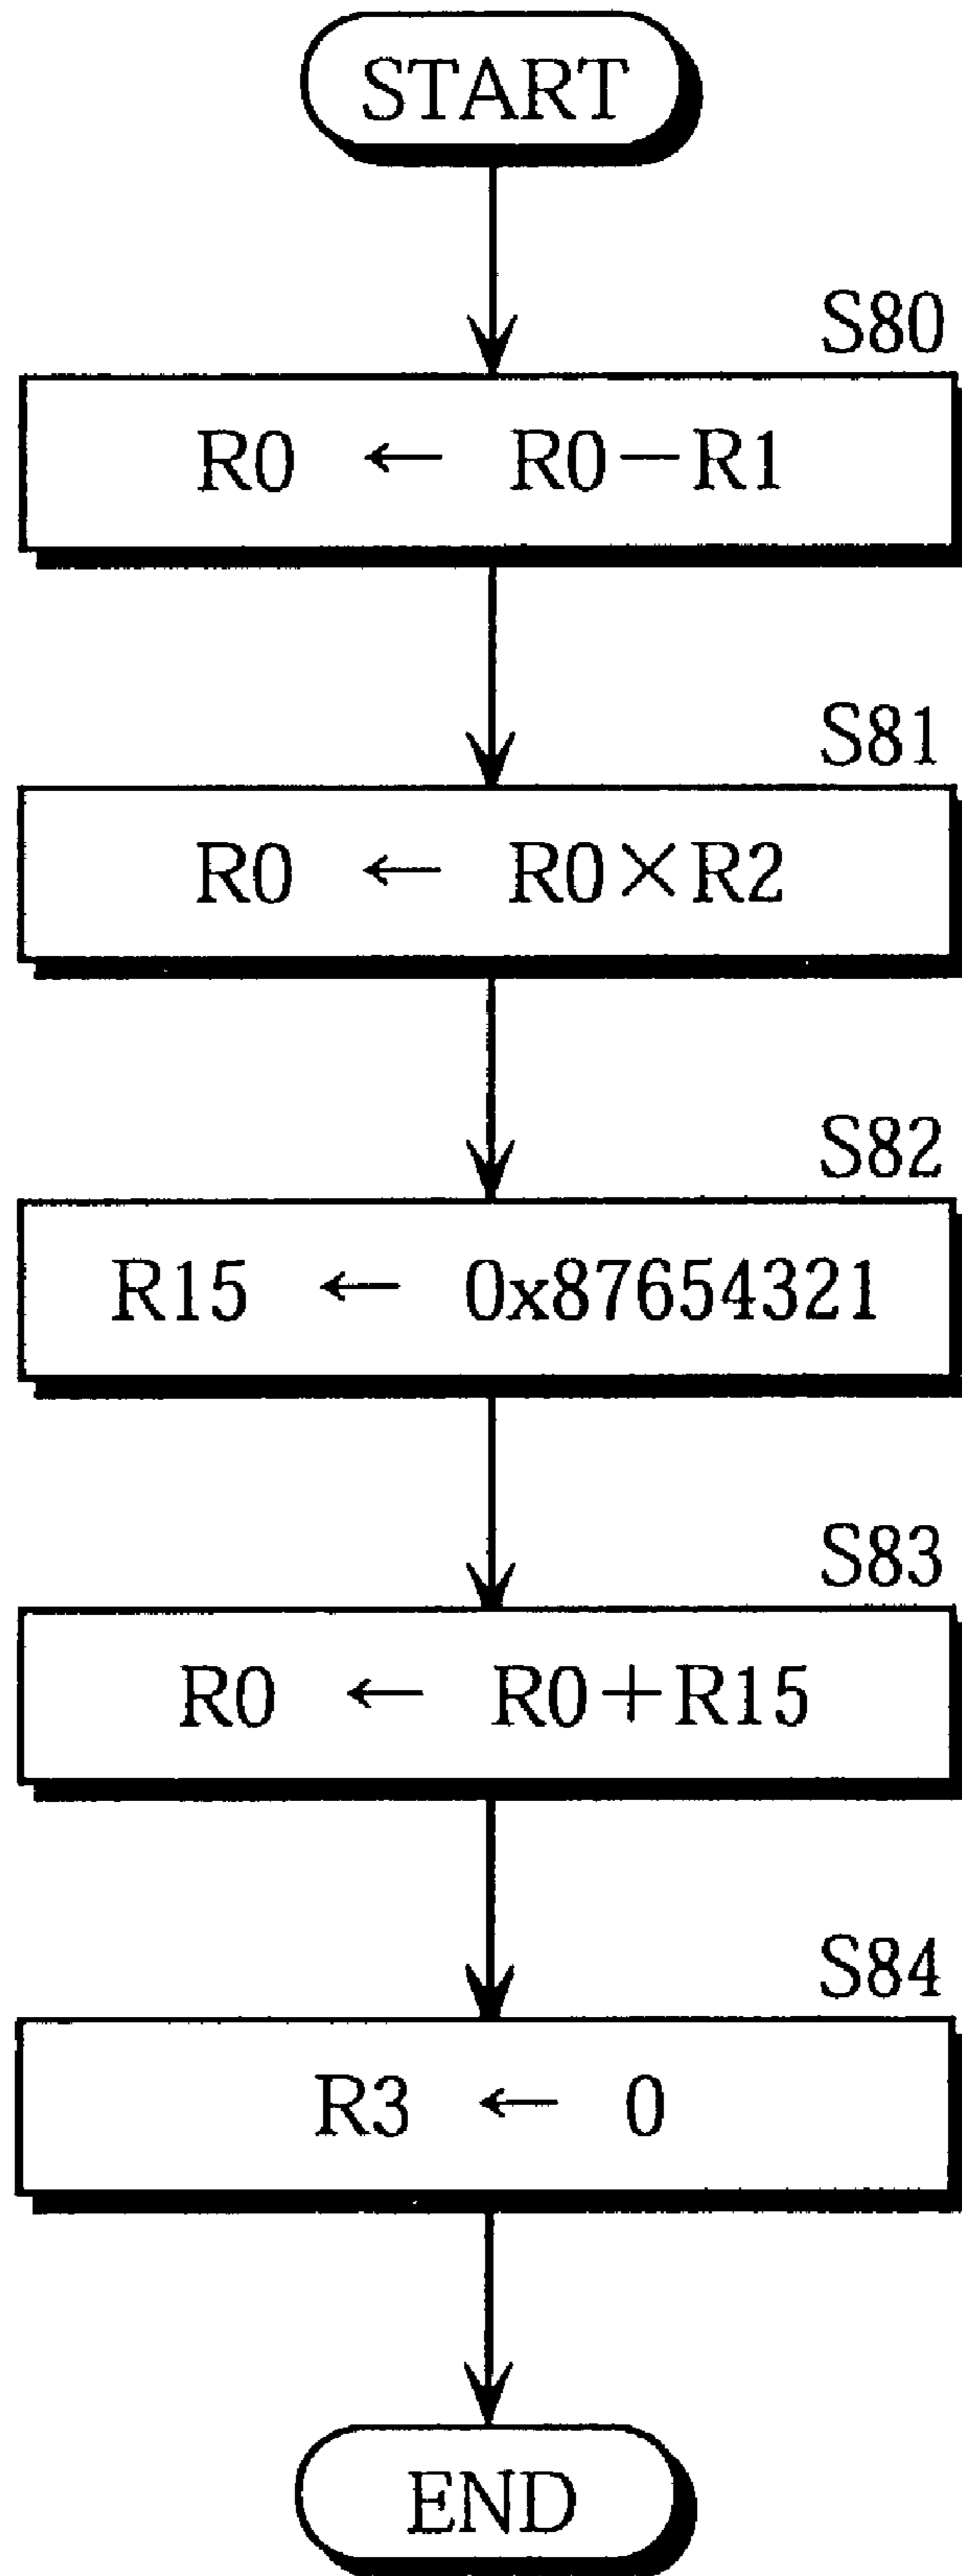 START
S80
R0 ← R0−R1
S81
R0 ← R0×R2
S82
R15 ← 0x87654321
S83
R0 ← R0+R15
S84
R3 ← 0
END